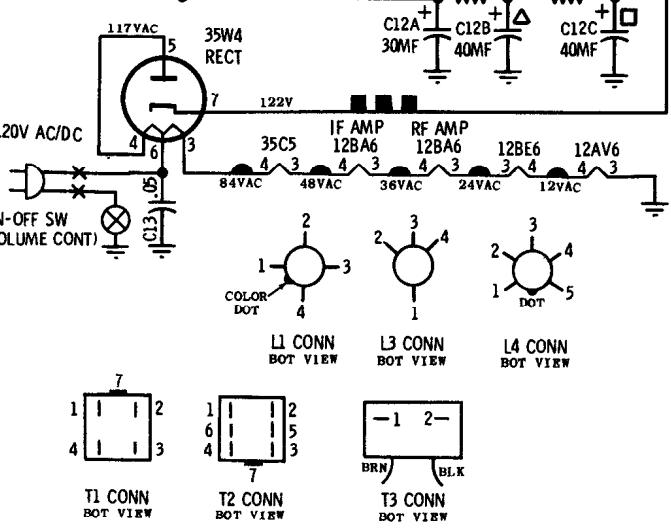 117VAC
5
35W4
RECT
+
C12A
30MF
+
C12B
40MF
+
C12C
40MF
7
122V
4
6
3
.20V AC/DC
N-OFF SW
OLUME CONT)
C13
.05
IF AMP
RF AMP
35C5
12BA6
12BA6
12BE6
12AV6
4 3
4 3
4 3
3 4
4 3
84VAC
48VAC
36VAC
24VAC
12VAC
2
1
3
4
COLOR
DOT
L1 CONN
BOT VIEW
2
3
4
1
L3 CONN
BOT VIEW
3
2
4
1
5
DOT
L4 CONN
BOT VIEW
7
1
2
4
3
T1 CONN
BOT VIEW
1
2
6
5
4
3
7
T2 CONN
BOT VIEW
1
2
BRN
BLK
T3 CONN
BOT VIEW